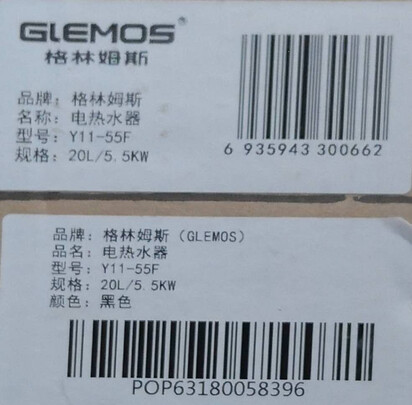 GLEMOS®
格林姆斯
品牌: 格林姆斯
名称: 电热水器
型号: Y11-55F
规格: 20L/5.5KW
6 935943 300662
品牌: 格林姆斯(GLEMOS)
品名: 电热水器
型号: Y11-55F
规格: 20L/5.5KW
颜色: 黑色
POP63180058396